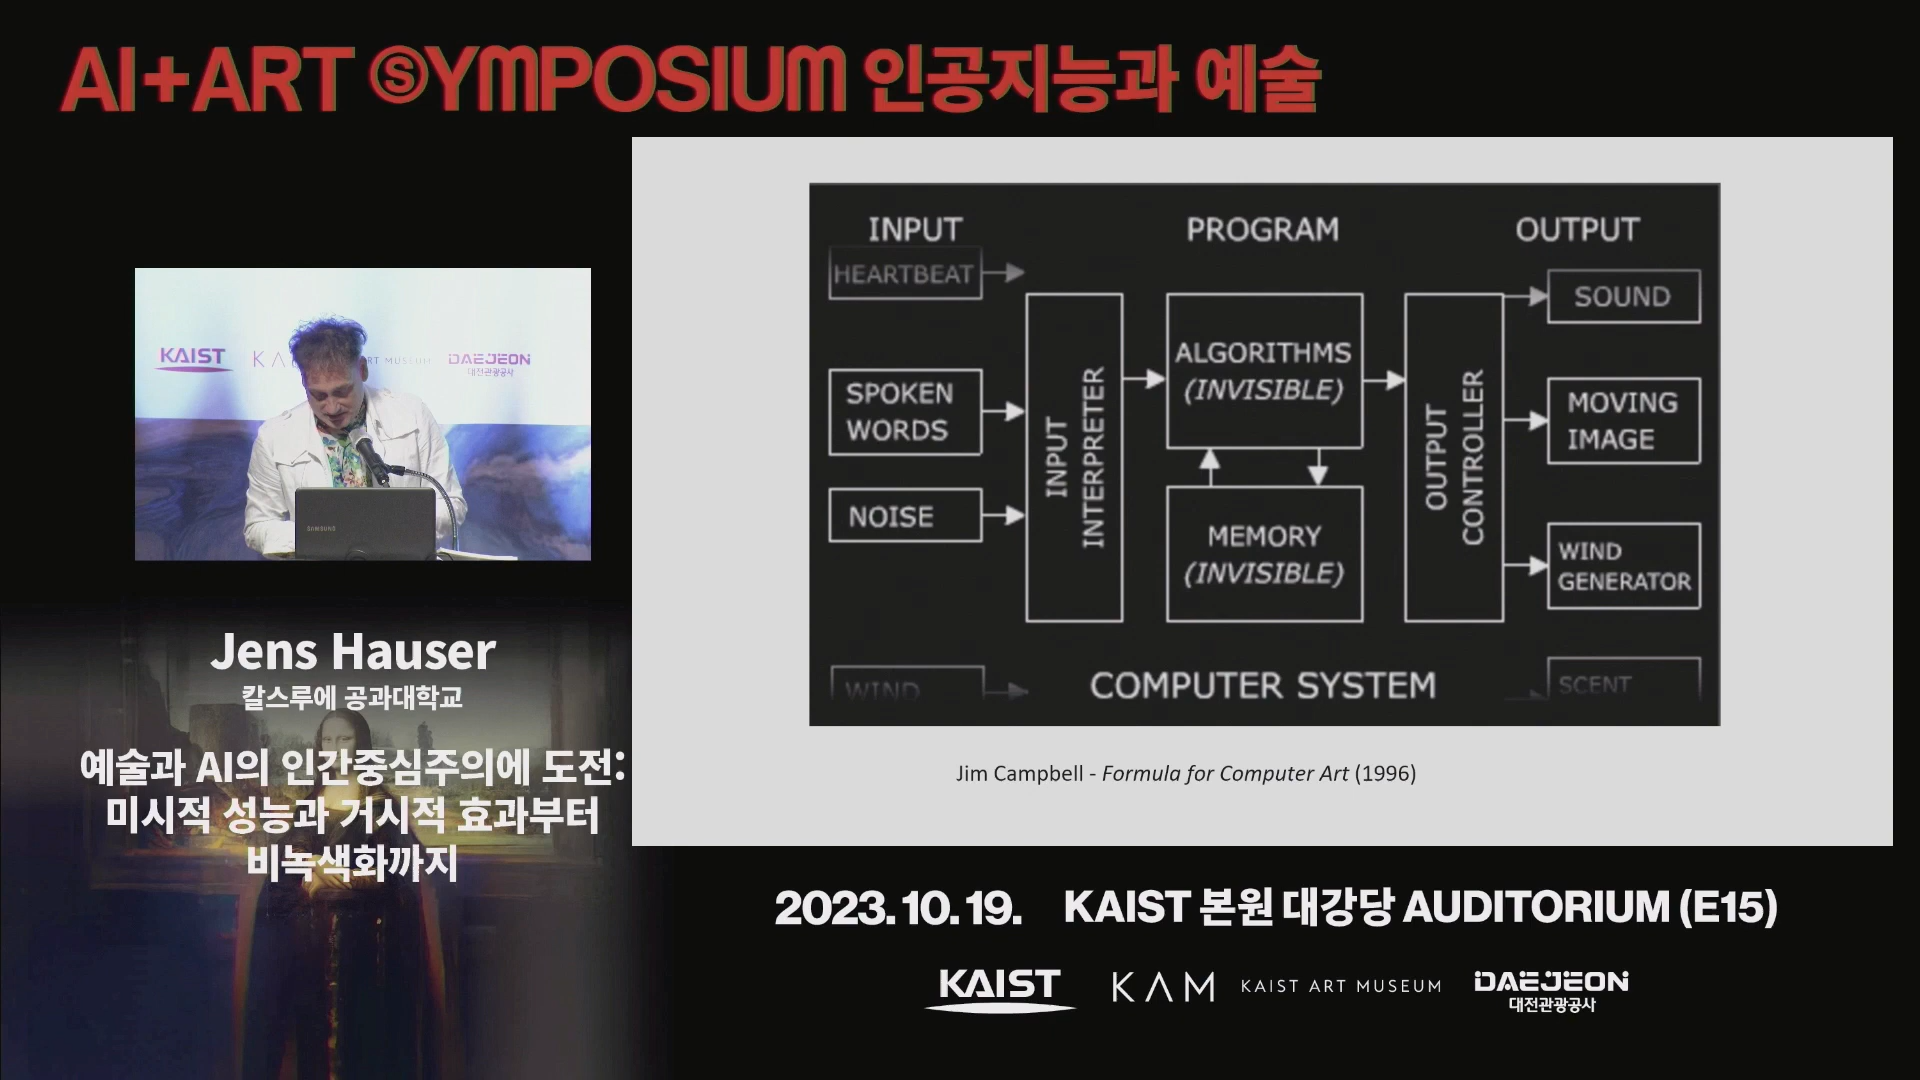 AI+ART SYMPOSIUM 인공지능과 예술
KAIST
ART MUSEUM
DAEJEON
대전관광공사
SAMSUNG
Jens Hauser
칼스루에 공과대학교
예술과 AI의 인간중심주의에 도전:
미시적 성능과 거시적 효과부터
비녹색화까지
INPUT
PROGRAM
OUTPUT
HEARTBEAT
SPOKEN
WORDS
NOISE
WIND
INPUT
INTERPRETER
ALGORITHMS
(INVISIBLE)
MEMORY
(INVISIBLE)
OUTPUT
CONTROLLER
SOUND
MOVING
IMAGE
WIND
GENERATOR
SCENT
COMPUTER SYSTEM
Jim Campbell - Formula for Computer Art (1996)
2023.10.19. KAIST 본원 대강당 AUDITORIUM (E15)
KAIST
KAM KAIST ART MUSEUM
DAEJEON
대전관광공사